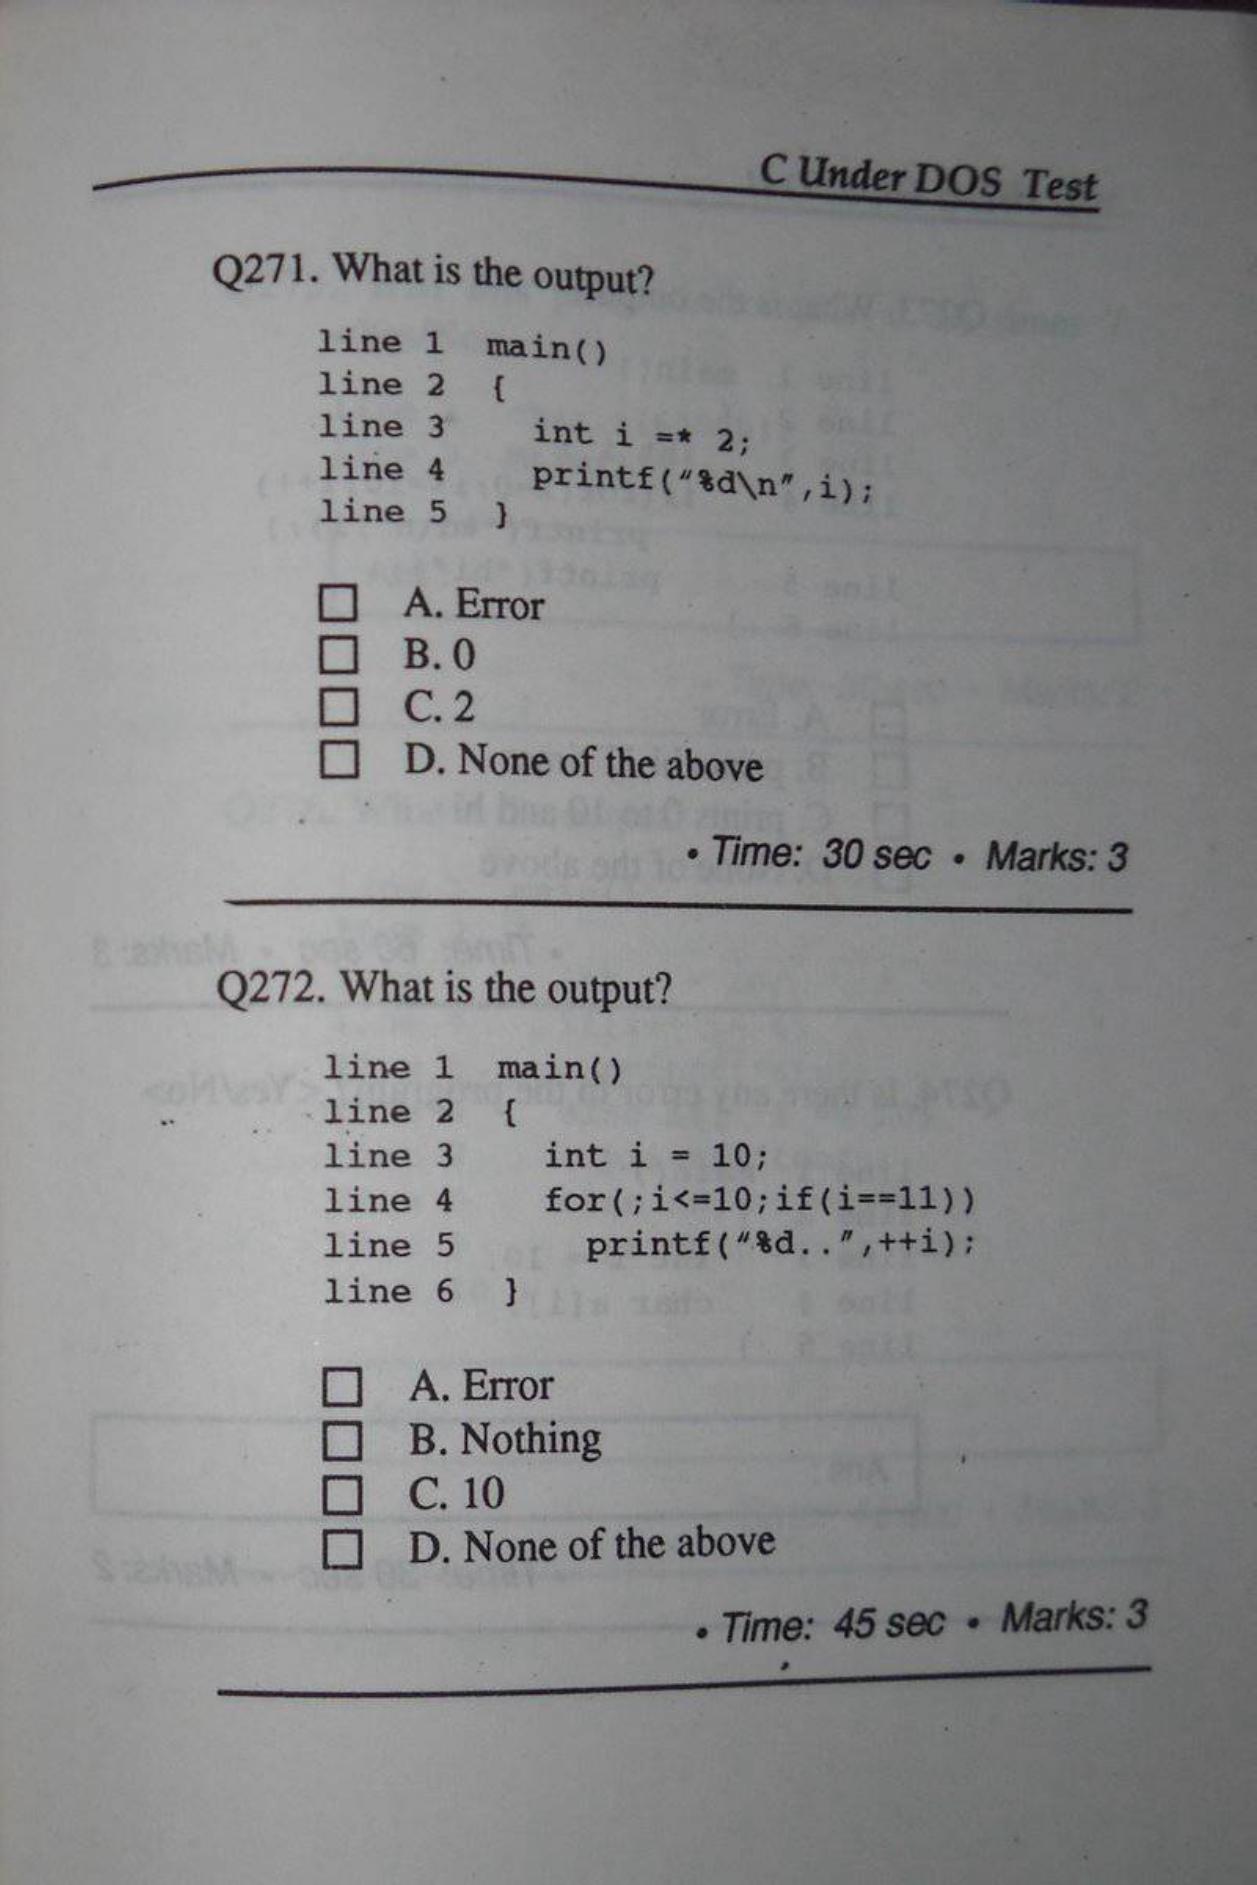 C Under DOS Test
Q271. What is the output?
line 1 main()
line 2 {
line 3 int i =* 2;
line 4 printf("%d\n",i);
line 5 }
A. Error
B. 0
C. 2
D. None of the above
• Time: 30 sec • Marks: 3
Q272. What is the output?
line 1 main()
line 2 {
line 3 int i = 10;
line 4 for(;i<=10;if(i==11))
line 5 printf("%d..",++i);
line 6 }
A. Error
B. Nothing
C. 10
D. None of the above
• Time: 45 sec • Marks: 3